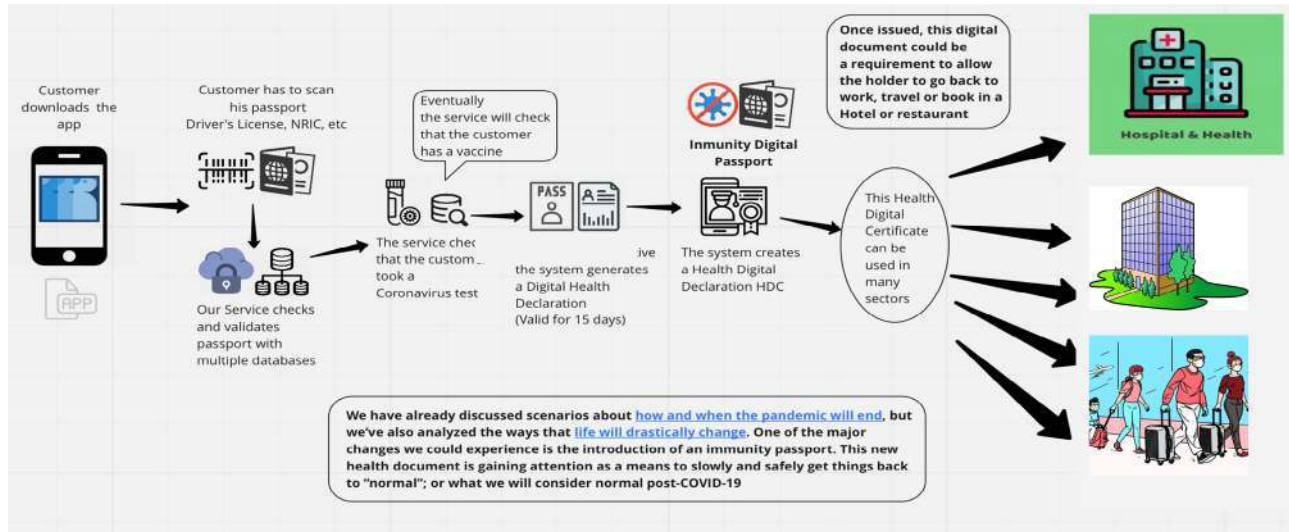 Customer
downloads the
app
APP
Customer has to scan
his passport
Driver's License, NRIC, etc
Our Service checks
and validates
passport with
multiple databases
Eventually
the service will check
that the customer
has a vaccine
The service chec
that the custom
took a
Coronavirus test
PASS
ive
the system generates
a Digital Health
Declaration
(Valid for 15 days)
Inmunity Digital
Passport
The system creates
a Health Digital
Declaration HDC
Once issued, this digital
document could be
a requirement to allow
the holder to go back to
work, travel or book in a
Hotel or restaurant
This Health
Digital
Certificate
can be
used in
many
sectors
Hospital & Health
We have already discussed scenarios about how and when the pandemic will end, but
we've also analyzed the ways that life will drastically change. One of the major
changes we could experience is the introduction of an immunity passport. This new
health document is gaining attention as a means to slowly and safely get things back
to "normal"; or what we will consider normal post-COVID-19